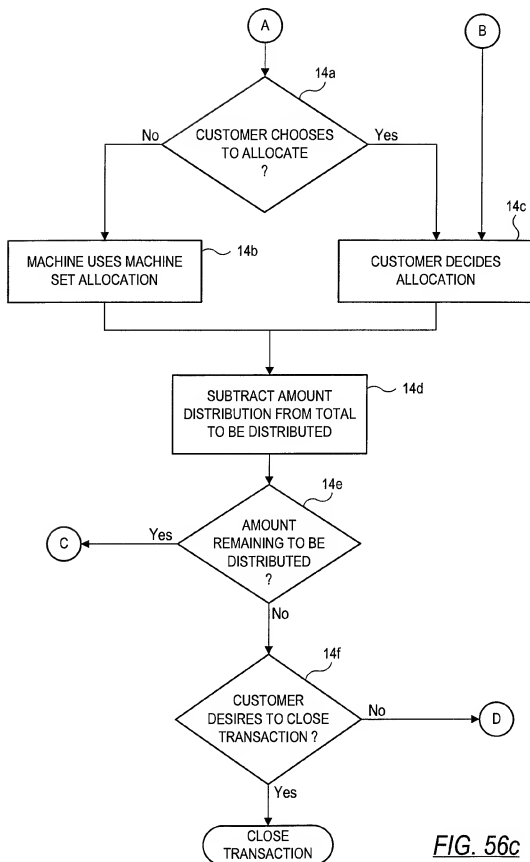 A
B
14a
CUSTOMER CHOOSES
TO ALLOCATE
?
No
Yes
14c
MACHINE USES MACHINE
SET ALLOCATION
14b
CUSTOMER DECIDES
ALLOCATION
SUBTRACT AMOUNT
DISTRIBUTION FROM TOTAL
TO BE DISTRIBUTED
14d
14e
AMOUNT
REMAINING TO BE
DISTRIBUTED
?
Yes
C
No
14f
CUSTOMER
DESIRES TO CLOSE
TRANSACTION ?
No
D
Yes
CLOSE
TRANSACTION
FIG. 56c